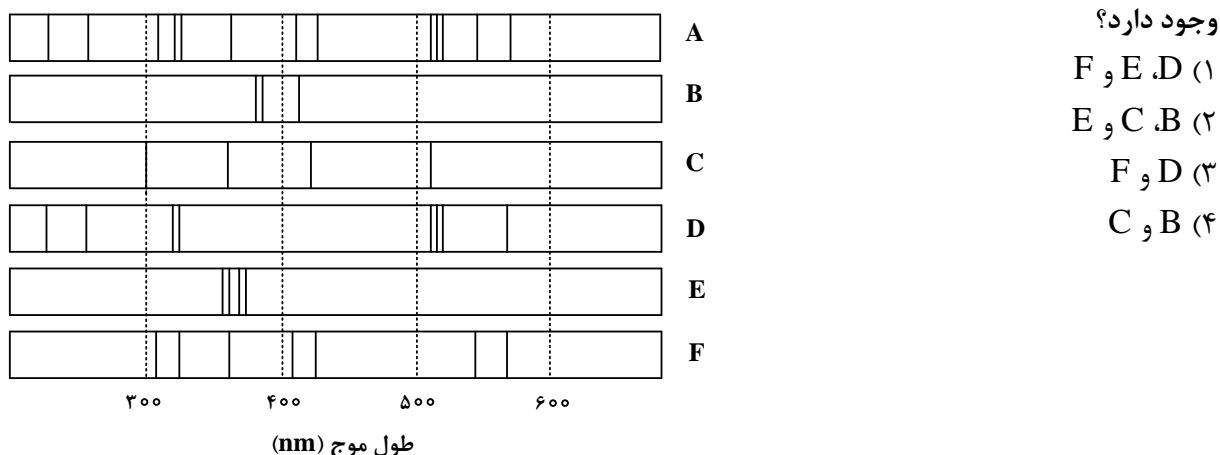 وجود دارد؟
۱) E ،D و F
۲) C ،B و E
۳) D و F
۴) B و C
A
B
C
D
E
F
۳۰۰ ۴۰۰ ۵۰۰ ۶۰۰
طول موج (nm)